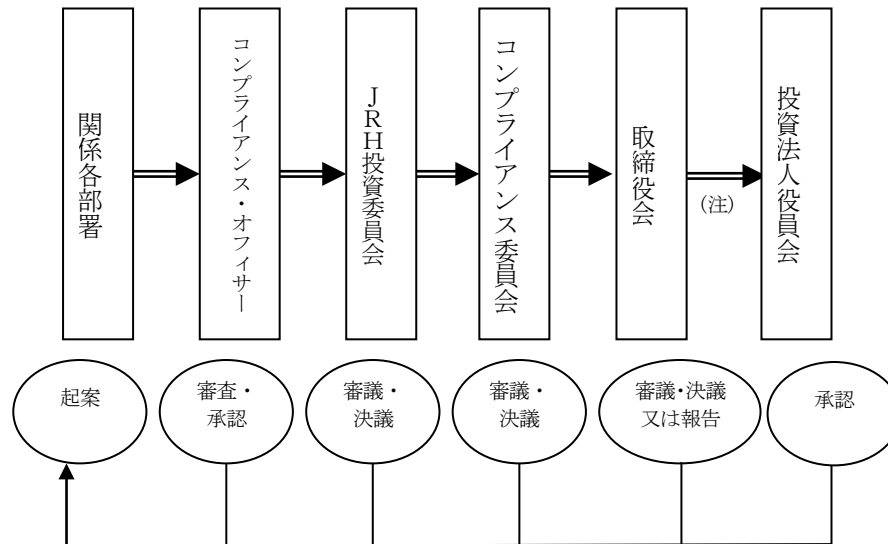 関係各部署
コンプライアンス・オフィサー
JRH投資委員会
コンプライアンス委員会
取締役会
(注)
投資法人役員会
起案
審査・
承認
審議・
決議
審議・
決議
審議・決議
又は報告
承認